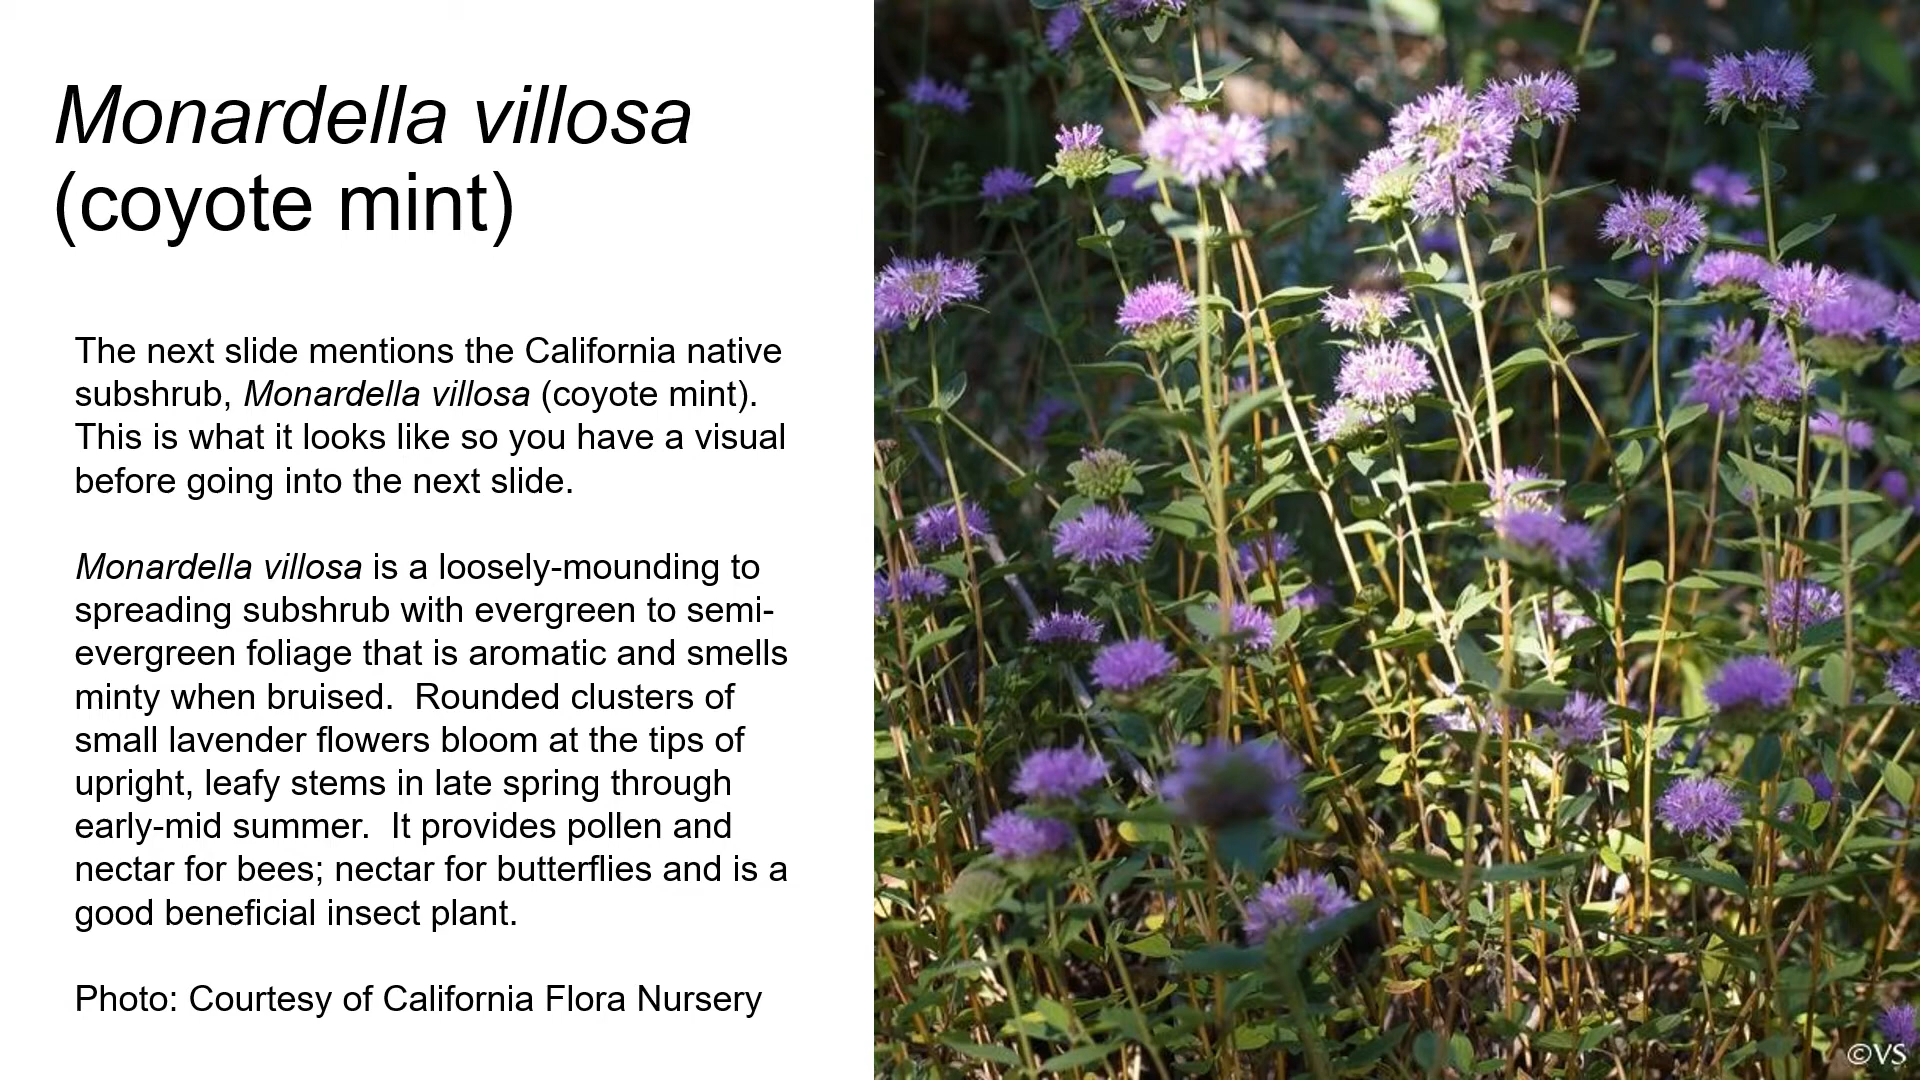 Monardella villosa
(coyote mint)
The next slide mentions the California native
subshrub, Monardella villosa (coyote mint).
This is what it looks like so you have a visual
before going into the next slide.
Monardella villosa is a loosely-mounding to
spreading subshrub with evergreen to semi-
evergreen foliage that is aromatic and smells
minty when bruised.  Rounded clusters of
small lavender flowers bloom at the tips of
upright, leafy stems in late spring through
early-mid summer.  It provides pollen and
nectar for bees; nectar for butterflies and is a
good beneficial insect plant.
Photo: Courtesy of California Flora Nursery
©VS